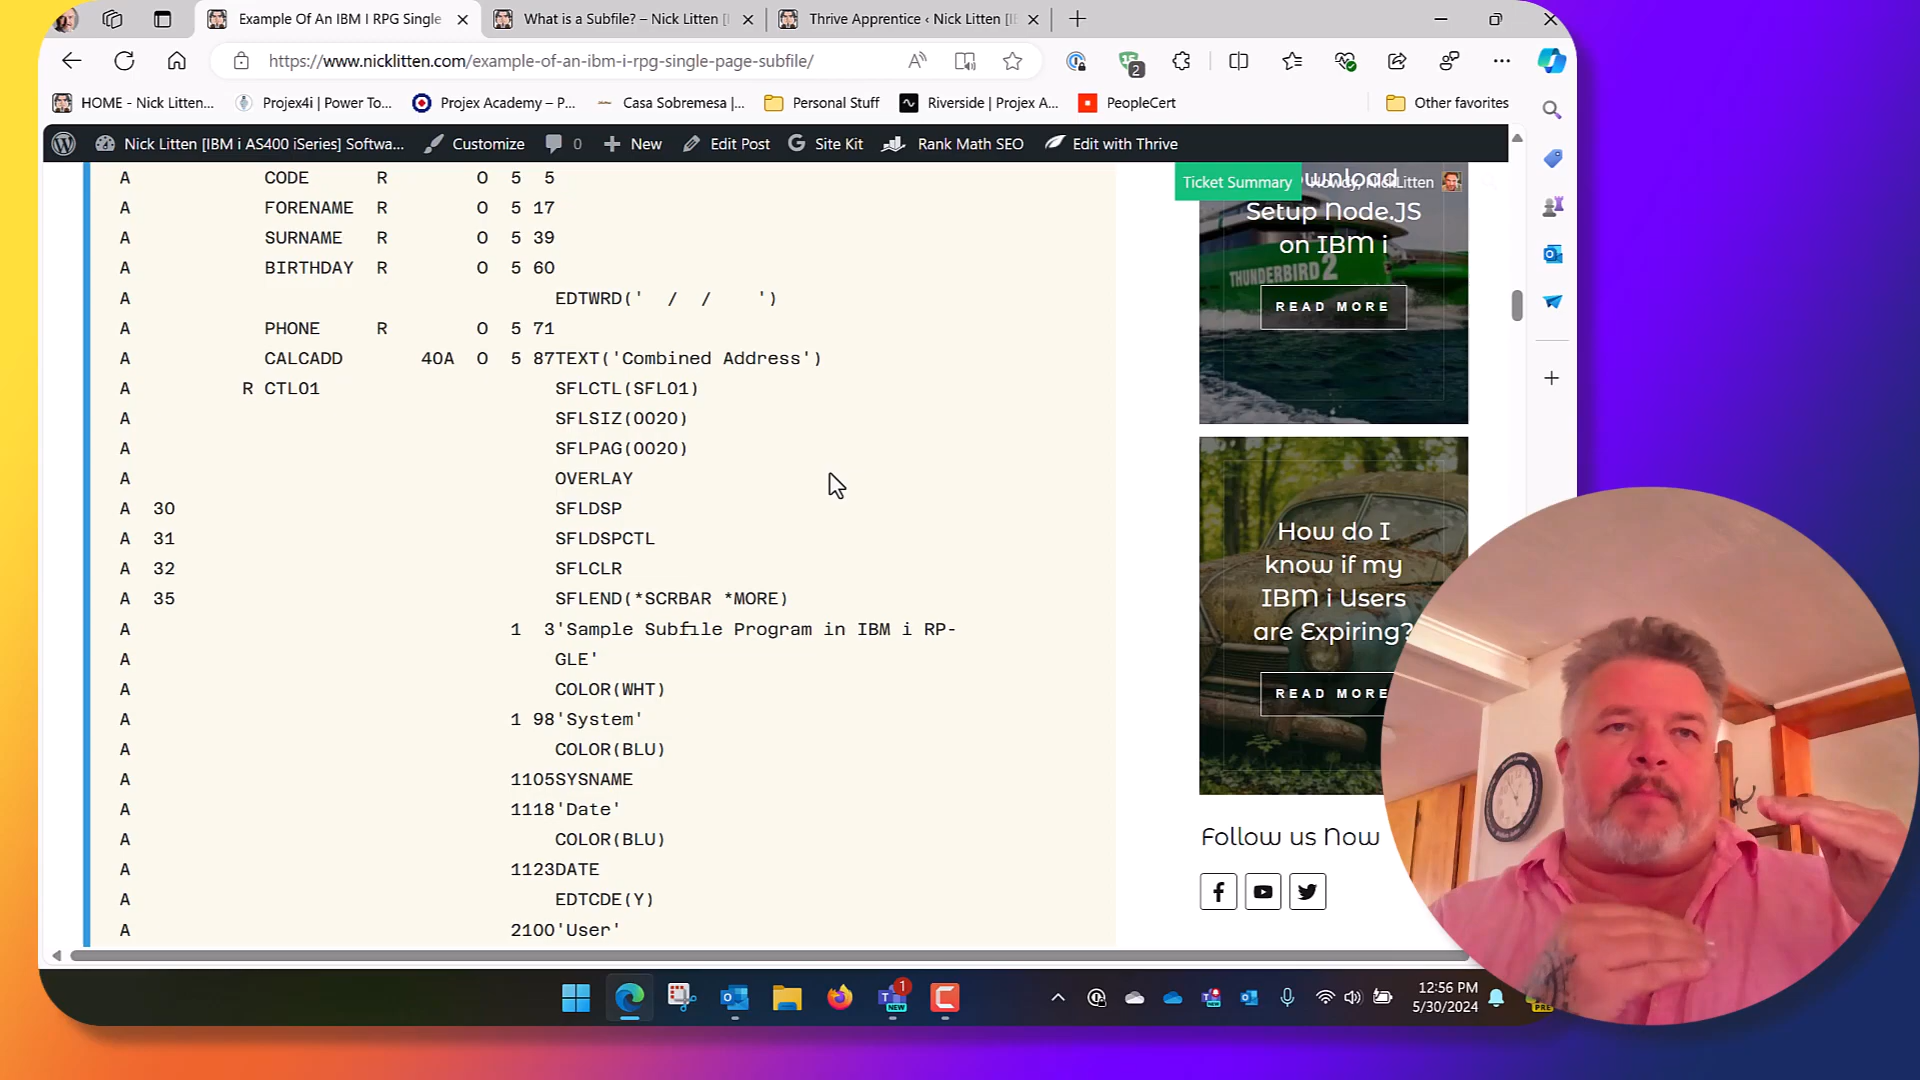 Example Of An IBM I RPG Single
What is a Subfile? – Nick Litten [
Thrive Apprentice ‹ Nick Litten [
https://www.nicklitten.com/example-of-an-ibm-i-rpg-single-page-subfile/
2
HOME - Nick Litten...
Projex4i | Power To...
Projex Academy – P...
Casa Sobremesa |...
Personal Stuff
Riverside | Projex A...
PeopleCert
Other favorites
Nick Litten [IBM i AS400 iSeries] Softwa...
Customize
0
New
Edit Post
Site Kit
Rank Math SEO
Edit with Thrive
Ticket Summary
Howdy, NickLitten
A CODE R O 5 5
A FORENAME R O 5 17
A SURNAME R O 5 39
A BIRTHDAY R O 5 60
A EDTWRD('  /  /    ')
A PHONE R O 5 71
A CALCADD 40A O 5 87TEXT('Combined Address')
A R CTL01 SFLCTL(SFL01)
A SFLSIZ(0020)
A SFLPAG(0020)
A OVERLAY
A 30 SFLDSP
A 31 SFLDSPCTL
A 32 SFLCLR
A 35 SFLEND(*SCRBAR *MORE)
A 1 3'Sample Subfile Program in IBM i RP-
A GLE'
A COLOR(WHT)
A 1 98'System'
A COLOR(BLU)
A 1105SYSNAME
A 1118'Date'
A COLOR(BLU)
A 1123DATE
A EDTCDE(Y)
A 2100'User'
Setup Node.JS
on IBM i
THUNDERBIRD 2
READ MORE
How do I
know if my
IBM i Users
are Expiring?
READ MORE
Follow us Now
1
NEW
12:56 PM
5/30/2024
PRE